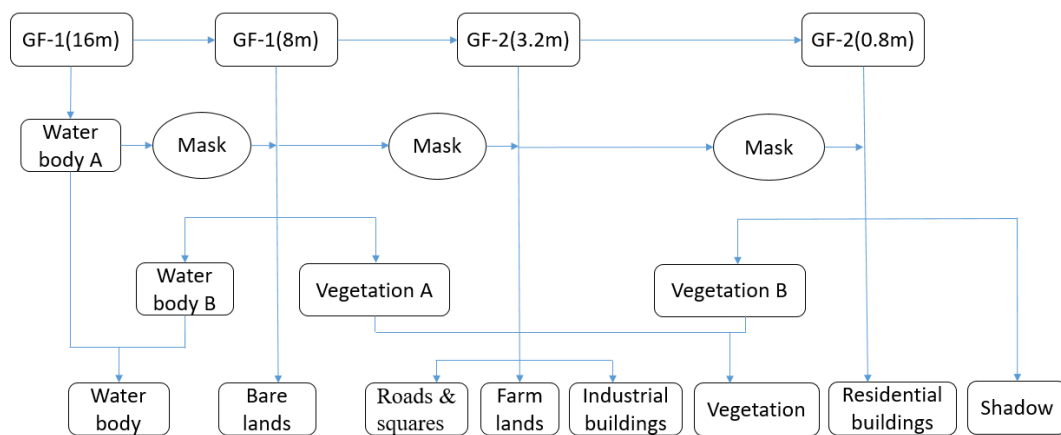 GF-1(16m)
GF-1(8m)
GF-2(3.2m)
GF-2(0.8m)
Water
body A
Mask
Mask
Mask
Water
body B
Vegetation A
Vegetation B
Water
body
Bare
lands
Roads &
squares
Farm
lands
Industrial
buildings
Vegetation
Residential
buildings
Shadow